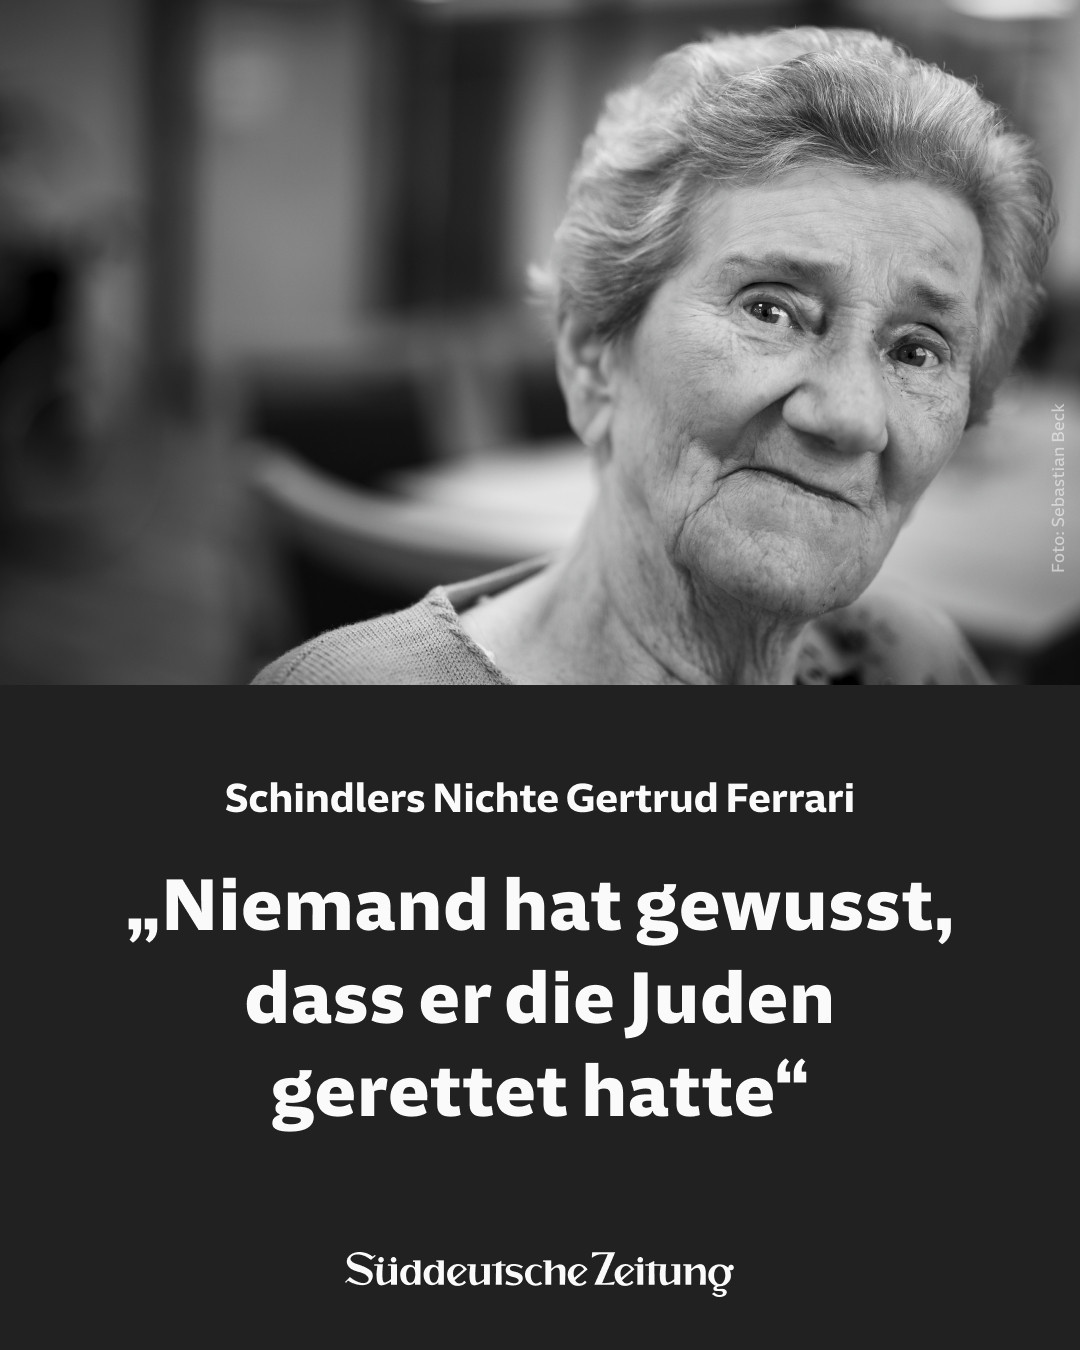 Foto: Sebastian Beck
Schindlers Nichte Gertrud Ferrari
„Niemand hat gewusst,
dass er die Juden
gerettet hatte“
Süddeutsche Zeitung